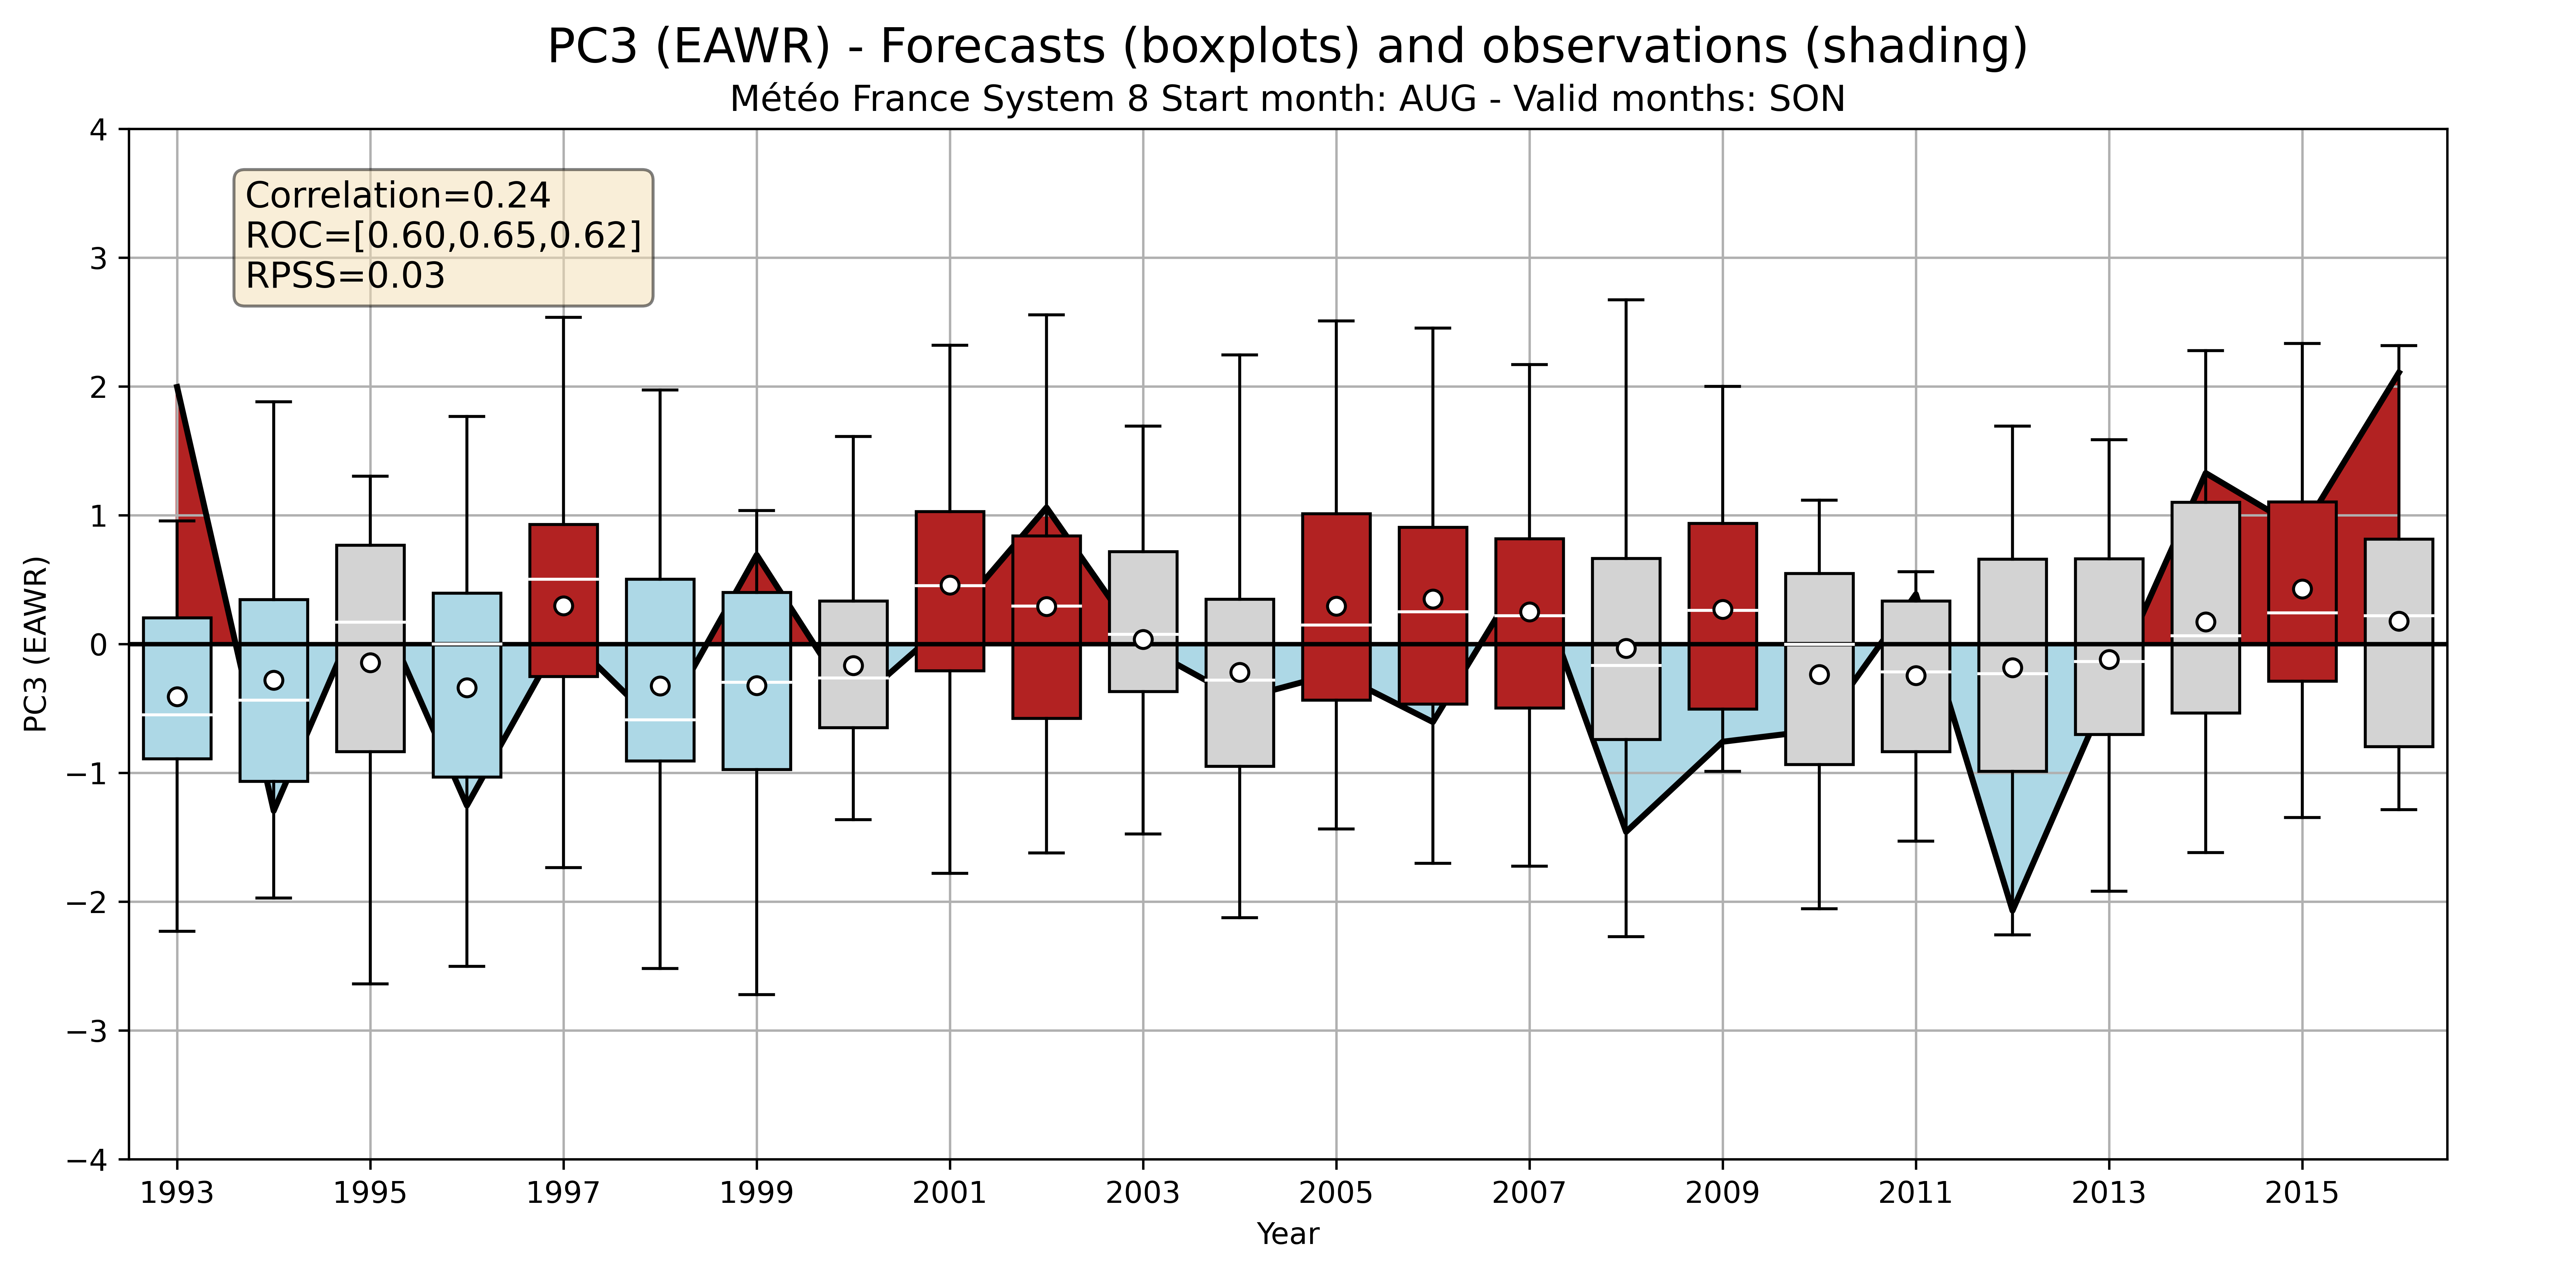 PC3 (EAWR) - Forecasts (boxplots) and observations (shading)
Météo France System 8 Start month: AUG - Valid months: SON
Correlation=0.24
ROC=[0.60,0.65,0.62]
RPSS=0.03
PC3 (EAWR)
4
3
2
1
0
−1
−2
−3
−4
1993 1995 1997 1999 2001 2003 2005 2007 2009 2011 2013 2015
Year